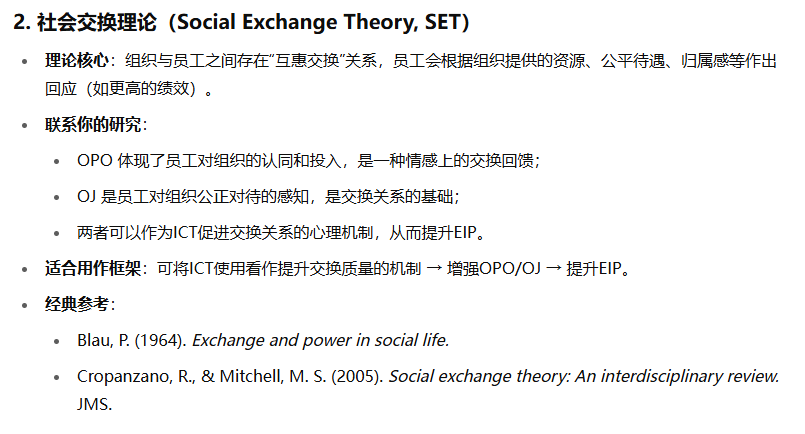 2. 社会交换理论（Social Exchange Theory, SET）
理论核心：组织与员工之间存在“互惠交换”关系，员工会根据组织提供的资源、公平待遇、归属感等作出
回应（如更高的绩效）。
联系你的研究：
OPO 体现了员工对组织的认同和投入，是一种情感上的交换回馈；
OJ 是员工对组织公正对待的感知，是交换关系的基础；
两者可以作为ICT促进交换关系的心理机制，从而提升EIP。
适合用作框架：可将ICT使用看作提升交换质量的机制 → 增强OPO/OJ → 提升EIP。
经典参考：
Blau, P. (1964). Exchange and power in social life.
Cropanzano, R., & Mitchell, M. S. (2005). Social exchange theory: An interdisciplinary review.
JMS.